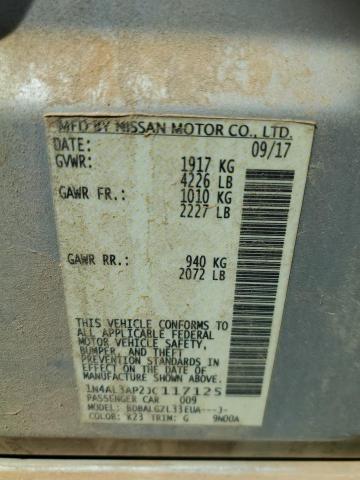 MFD BY NISSAN MOTOR CO., LTD.
DATE: 09/17
GVWR: 1917 KG
4226 LB
GAWR FR.: 1010 KG
2227 LB
GAWR RR.: 940 KG
2072 LB
THIS VEHICLE CONFORMS TO
ALL APPLICABLE FEDERAL
MOTOR VEHICLE SAFETY,
BUMPER, AND THEFT
PREVENTION STANDARDS IN
EFFECT ON THE DATE OF
MANUFACTURE SHOWN ABOVE.
1N4AL3AP2JC117125
PASSENGER CAR 009
MODEL: BDBALGZL33EUA---J-
COLOR: K23 TRIM: G 9N00A